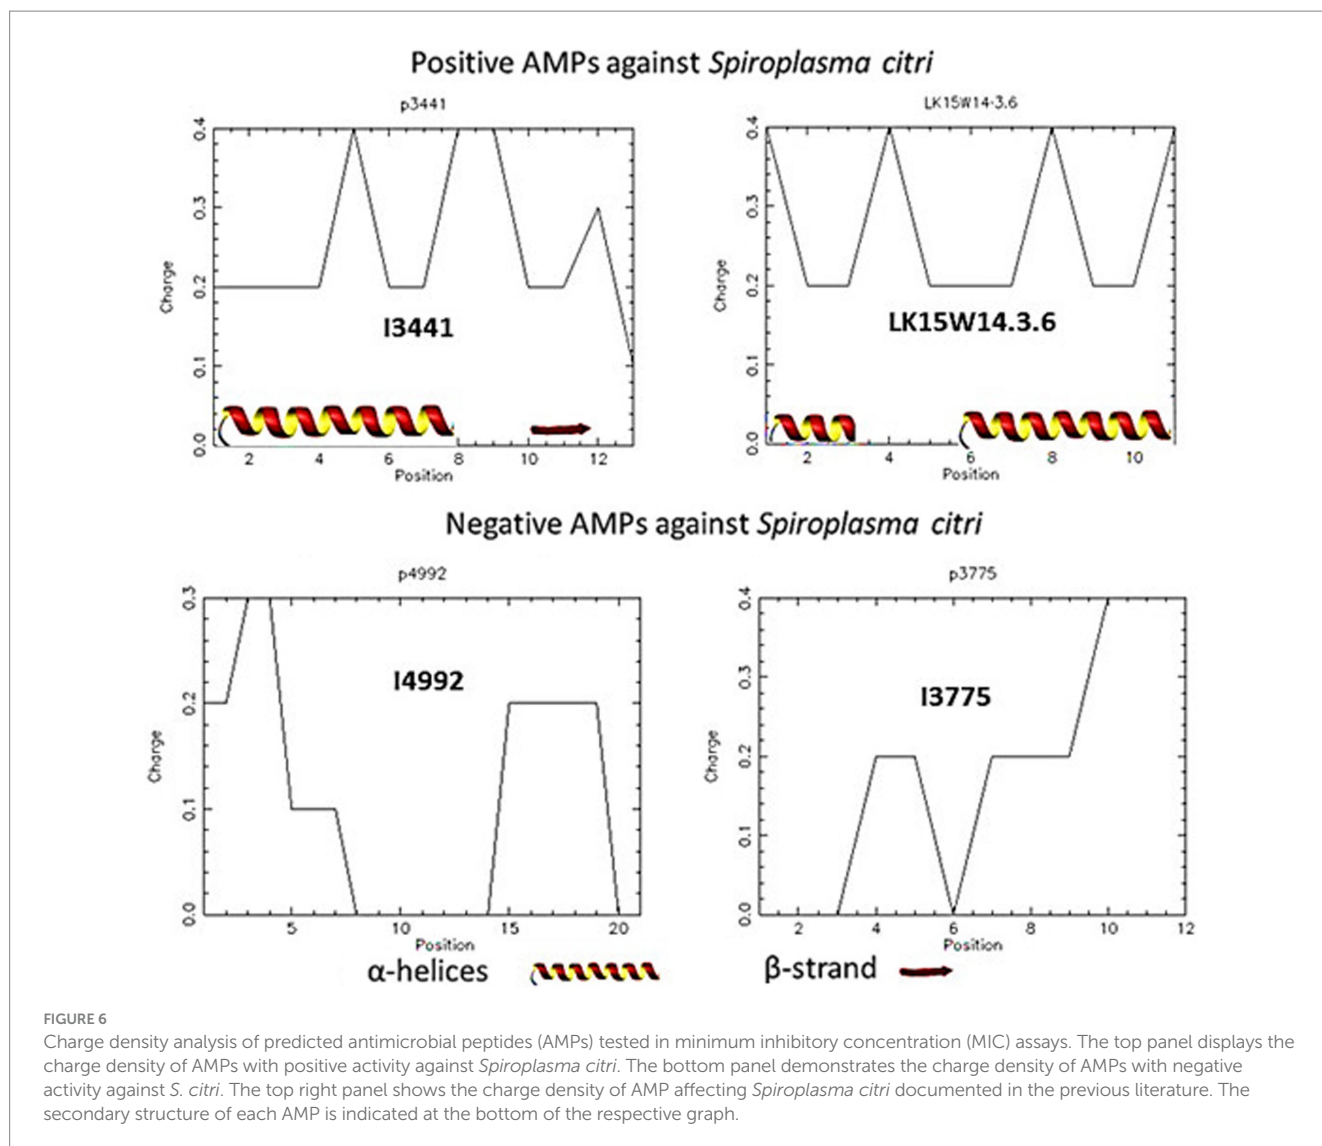 Positive AMPs against Spiroplasma citri
p3441
LK15W14-3.6
0.4
0.3
0.2
0.1
0.0
Charge
I3441
2 4 6 8 10 12
Position
0.4
0.3
0.2
0.1
0.0
Charge
LK15W14.3.6
2 4 6 8 10
Position
Negative AMPs against Spiroplasma citri
p4992
p3775
0.3
0.2
0.1
0.0
Charge
I4992
5 10 15 20
Position
0.4
0.3
0.2
0.1
0.0
Charge
I3775
2 4 6 8 10 12
Position
α-helices
β-strand
FIGURE 6
Charge density analysis of predicted antimicrobial peptides (AMPs) tested in minimum inhibitory concentration (MIC) assays. The top panel displays the
charge density of AMPs with positive activity against Spiroplasma citri. The bottom panel demonstrates the charge density of AMPs with negative
activity against S. citri. The top right panel shows the charge density of AMP affecting Spiroplasma citri documented in the previous literature. The
secondary structure of each AMP is indicated at the bottom of the respective graph.